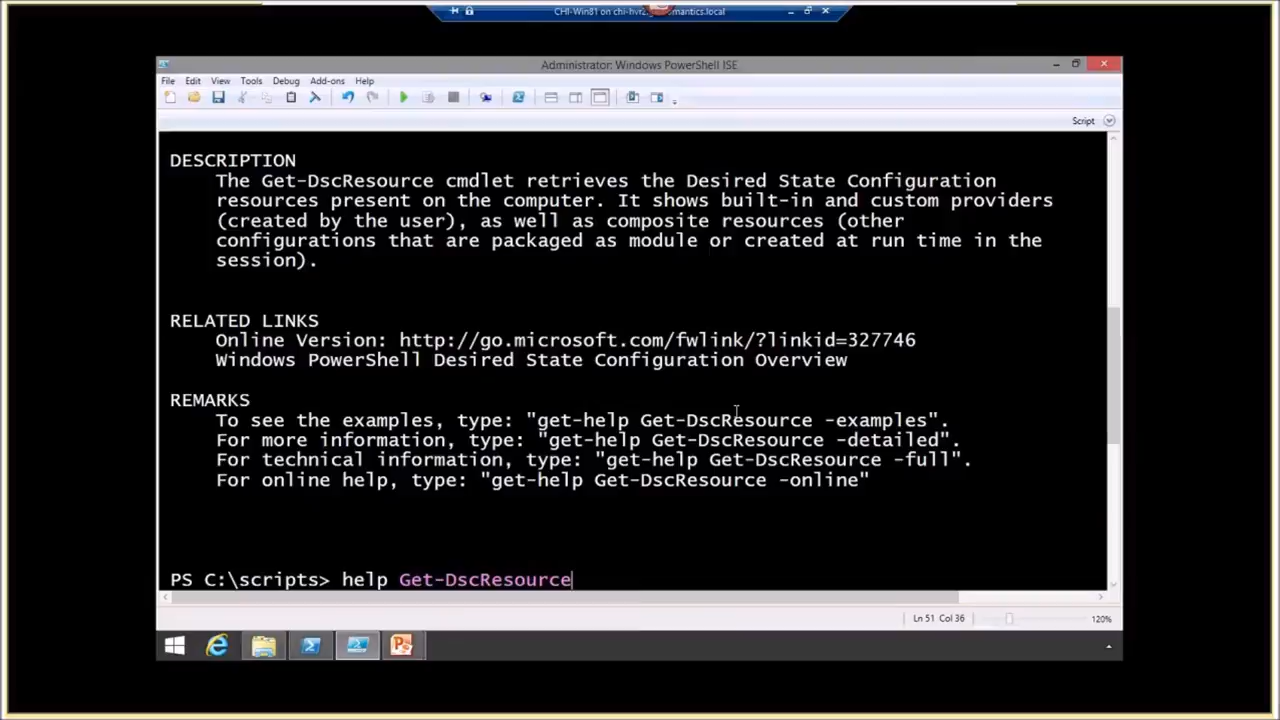 CHI-Win81 on chi-hvr2.
mantics.local
Administrator: Windows PowerShell ISE
File Edit View Tools Debug Add-ons Help
Script
DESCRIPTION
The Get-DscResource cmdlet retrieves the Desired State Configuration
resources present on the computer. It shows built-in and custom providers
(created by the user), as well as composite resources (other
configurations that are packaged as module or created at run time in the
session).
RELATED LINKS
Online Version: http://go.microsoft.com/fwlink/?linkid=327746
Windows PowerShell Desired State Configuration Overview
REMARKS
To see the examples, type: "get-help Get-DscResource -examples".
For more information, type: "get-help Get-DscResource -detailed".
For technical information, type: "get-help Get-DscResource -full".
For online help, type: "get-help Get-DscResource -online"
PS C:\scripts> help Get-DscResource
Ln 51 Col 36
120%